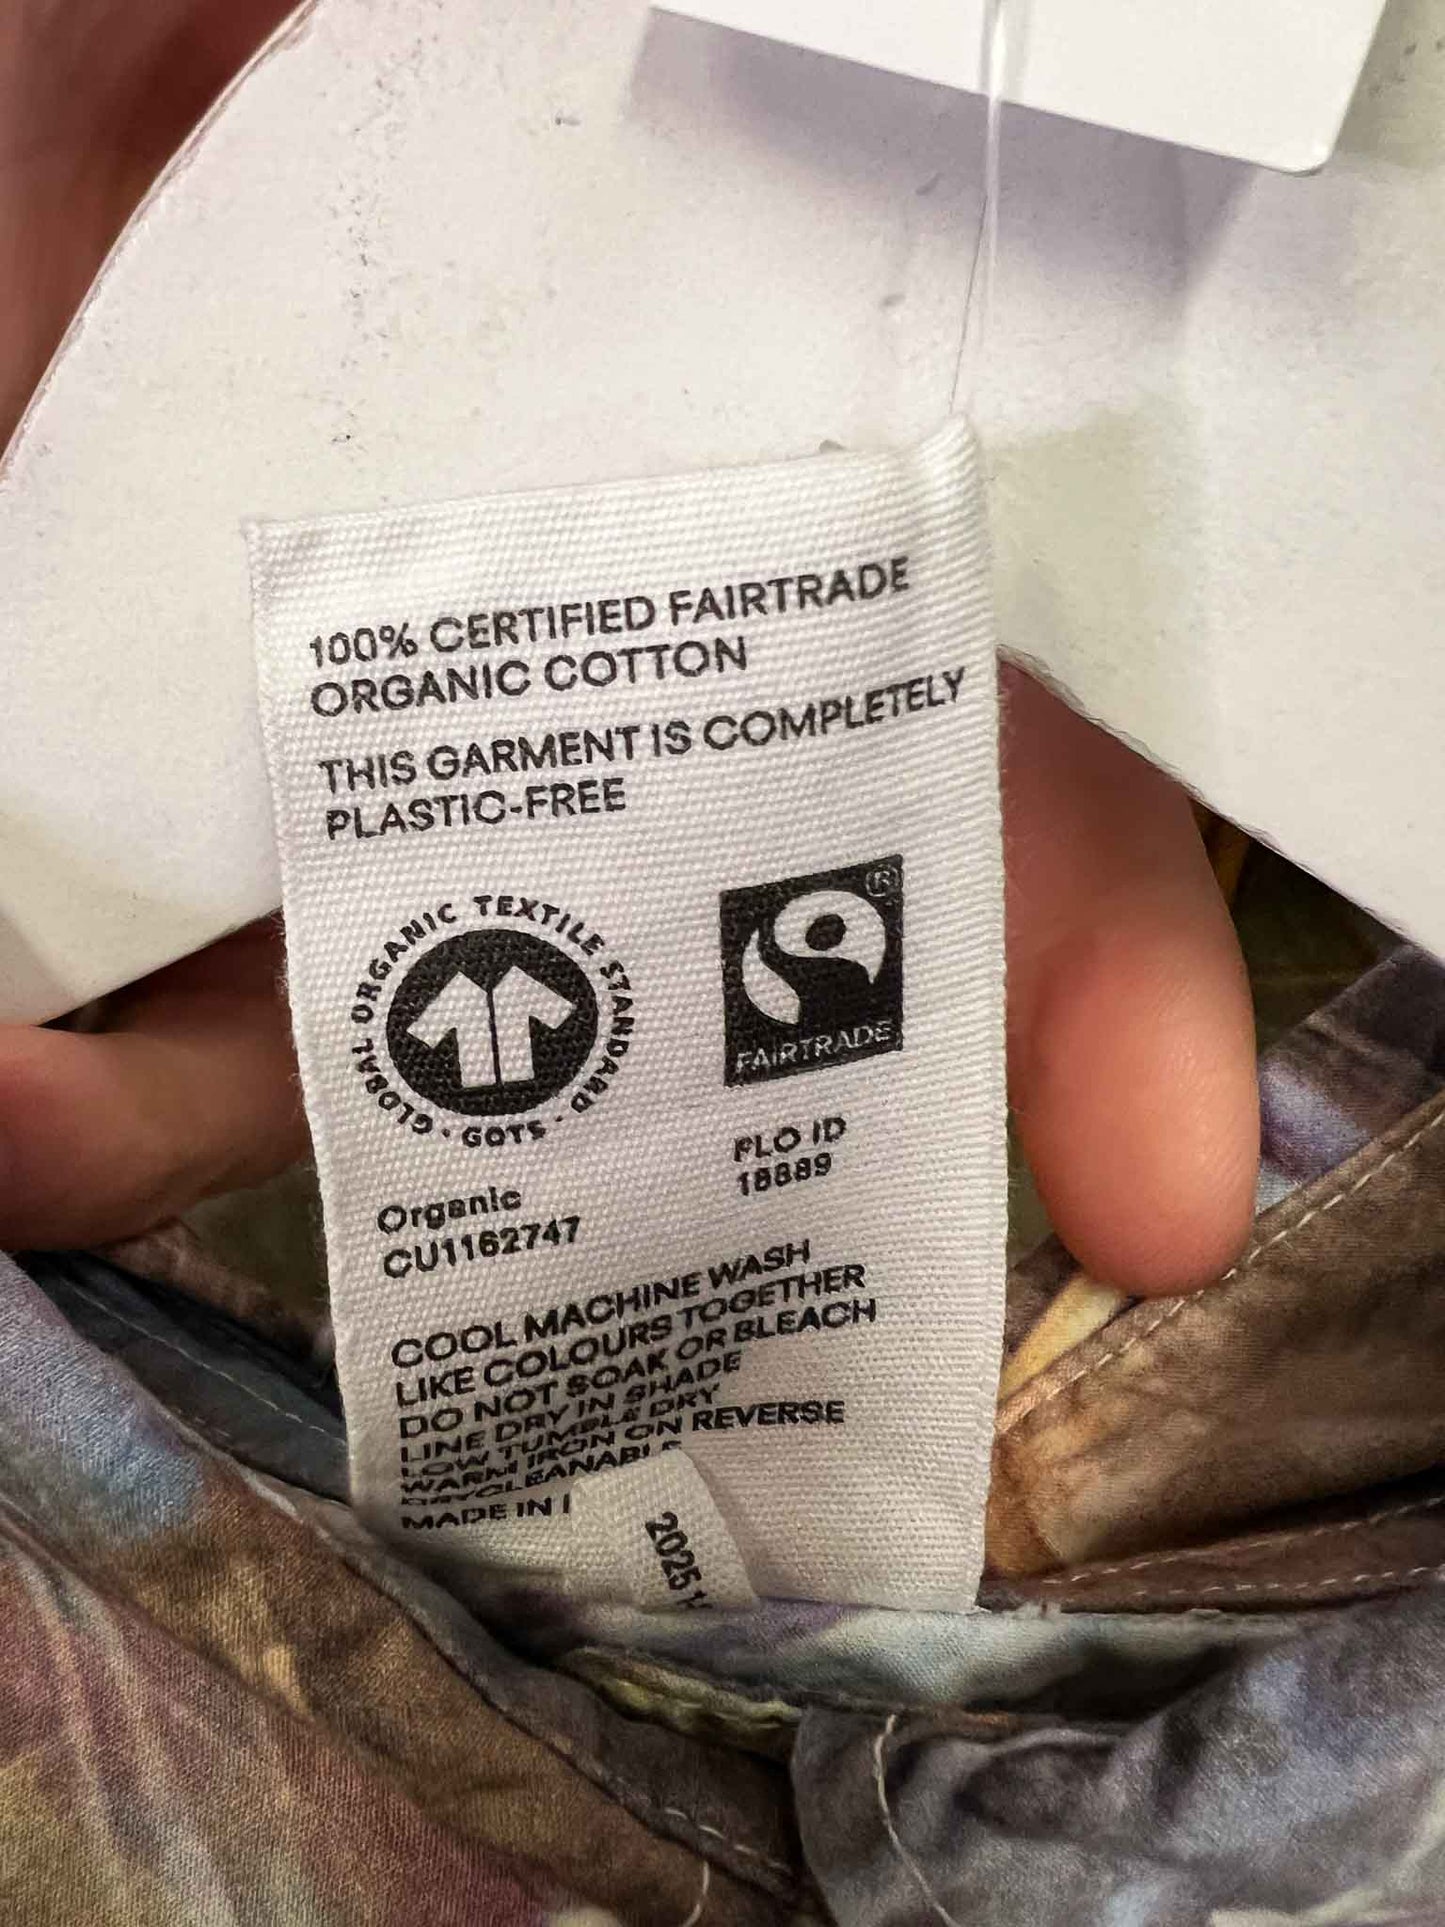 100% CERTIFIED FAIRTRADE
ORGANIC COTTON
THIS GARMENT IS COMPLETELY
PLASTIC-FREE
GLOBAL ORGANIC TEXTILE STANDARD · GOTS ·
®
FAIRTRADE
Organic
CU1162747
FLO ID
18889
COOL MACHINE WASH
LIKE COLOURS TOGETHER
DO NOT SOAK OR BLEACH
LINE DRY IN SHADE
LOW TUMBLE DRY
WARM IRON ON REVERSE
DRYCLEANABLE
MADE IN
2025